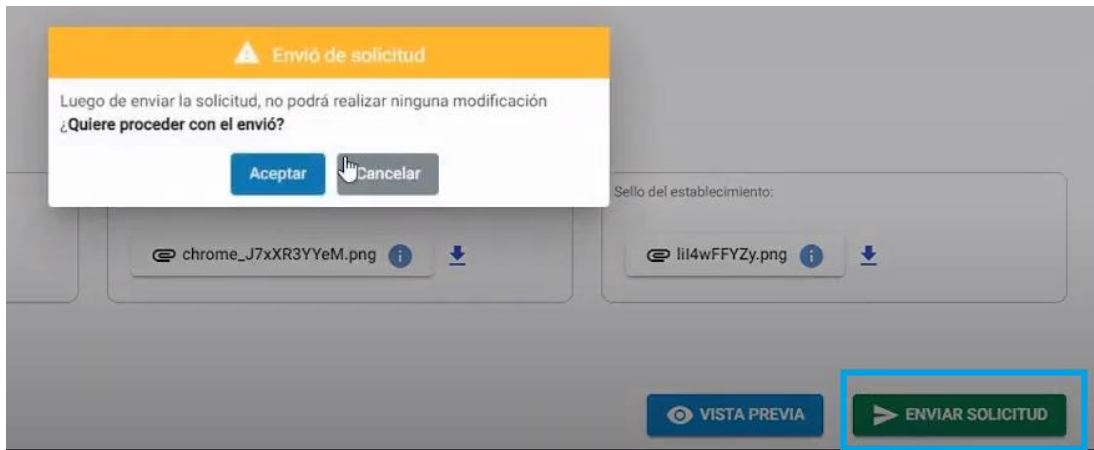 Envió de solicitud
Luego de enviar la solicitud, no podrá realizar ninguna modificación
¿Quiere proceder con el envió?
Aceptar Cancelar
Sello del establecimiento:
chrome_J7xXR3YYeM.png
liI4wFFYZy.png
VISTA PREVIA
ENVIAR SOLICITUD